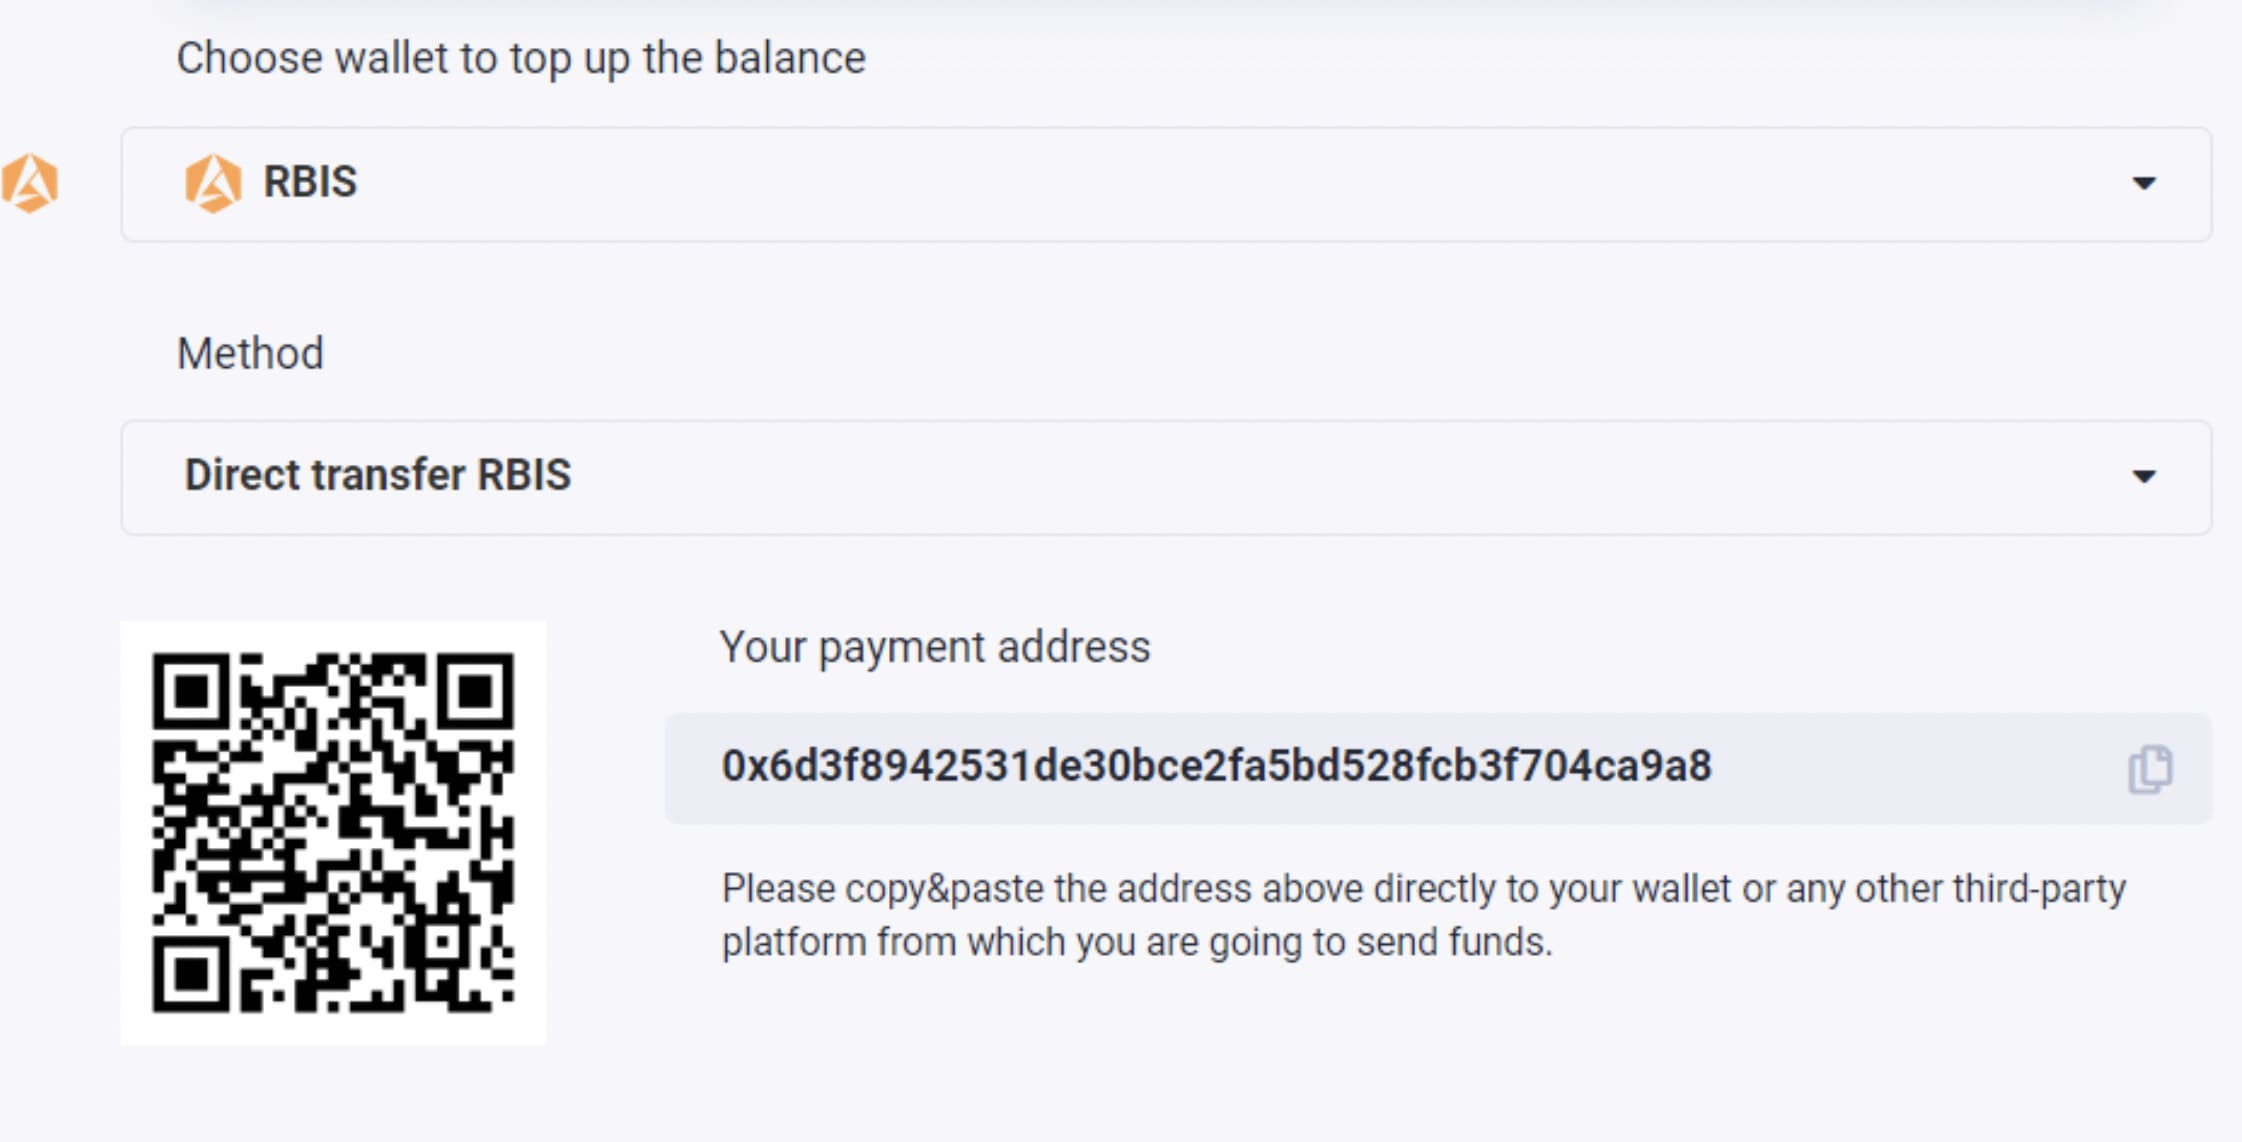 Choose wallet to top up the balance
RBIS
Method
Direct transfer RBIS
Your payment address
0x6d3f8942531de30bce2fa5bd528fcb3f704ca9a8
Please copy&paste the address above directly to your wallet or any other third-party
platform from which you are going to send funds.